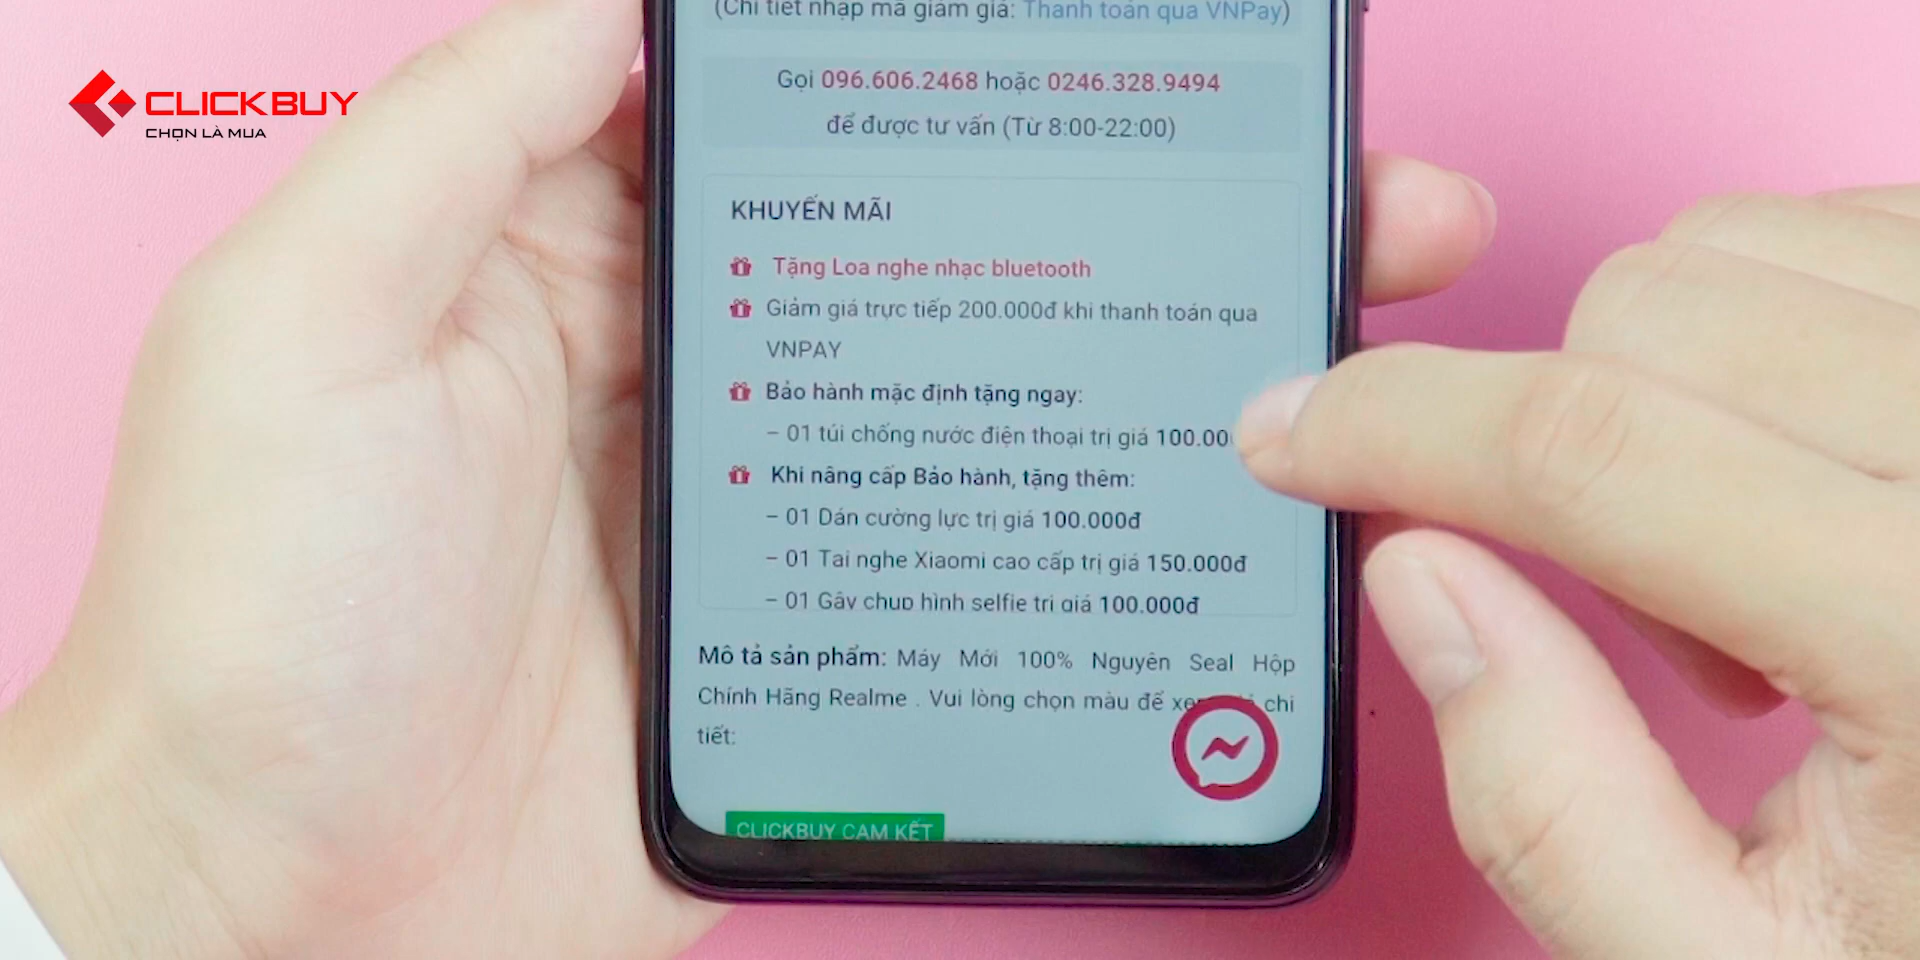 (Chi tiết nhập mã giảm giá: Thanh toán qua VNPay)
CLICKBUY
CHỌN LÀ MUA
Gọi 096.606.2468 hoặc 0246.328.9494
để được tư vấn (Từ 8:00-22:00)
KHUYẾN MÃI
Tặng Loa nghe nhạc bluetooth
Giảm giá trực tiếp 200.000đ khi thanh toán qua
VNPAY
Bảo hành mặc định tặng ngay:
– 01 túi chống nước điện thoại trị giá 100.00
Khi nâng cấp Bảo hành, tặng thêm:
– 01 Dán cường lực trị giá 100.000đ
– 01 Tai nghe Xiaomi cao cấp trị giá 150.000đ
– 01 Gậy chụp hình selfie trị giá 100.000đ
Mô tả sản phẩm: Máy Mới 100% Nguyên Seal Hộp
Chính Hãng Realme . Vui lòng chọn màu để chi
tiết:
CLICKBUY CAM KẾT